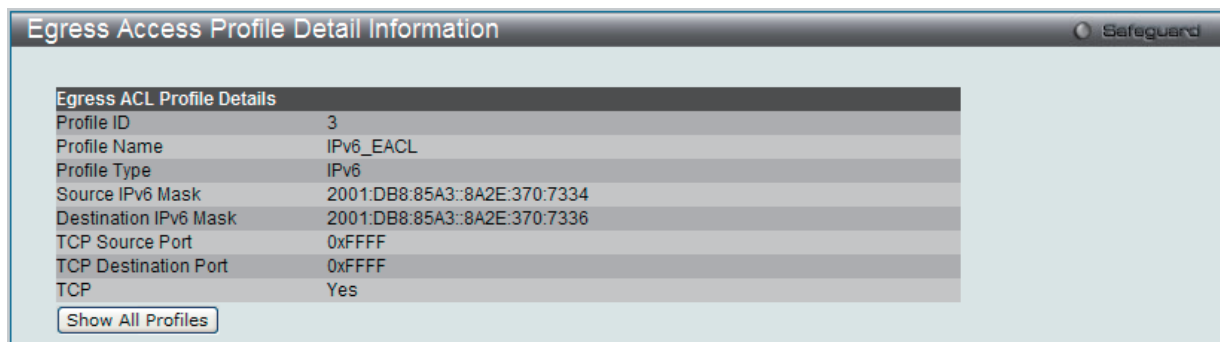 Egress Access Profile Detail Information
Safeguard
Egress ACL Profile Details
Profile ID 3
Profile Name IPv6_EACL
Profile Type IPv6
Source IPv6 Mask 2001:DB8:85A3::8A2E:370:7334
Destination IPv6 Mask 2001:DB8:85A3::8A2E:370:7336
TCP Source Port 0xFFFF
TCP Destination Port 0xFFFF
TCP Yes
Show All Profiles